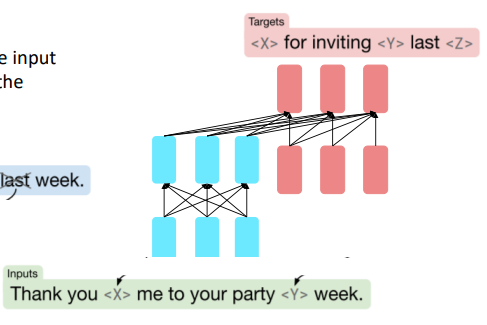 Targets
<X> for inviting <Y> last <Z>
e input
the
last week.
Inputs
Thank you <X> me to your party <Y> week.